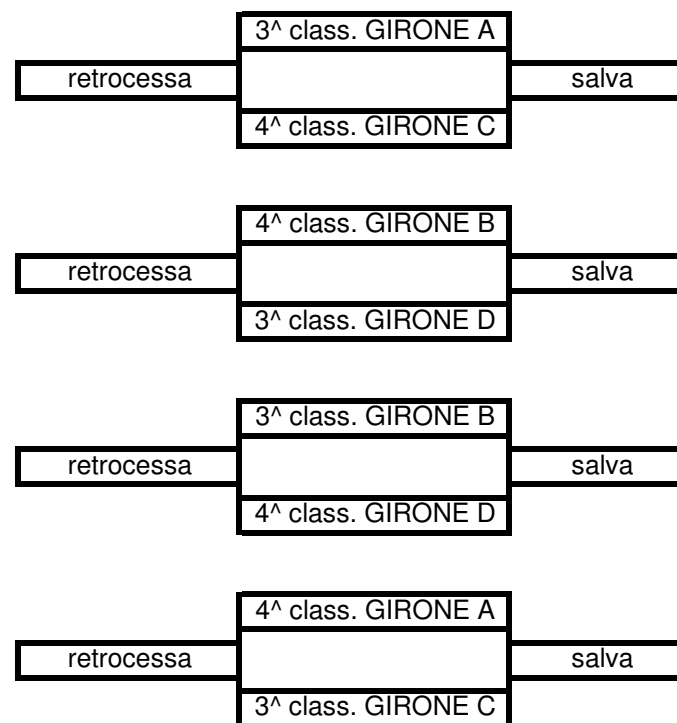 3^ class. GIRONE A
retrocessa salva
4^ class. GIRONE C
4^ class. GIRONE B
retrocessa salva
3^ class. GIRONE D
3^ class. GIRONE B
retrocessa salva
4^ class. GIRONE D
4^ class. GIRONE A
retrocessa salva
3^ class. GIRONE C